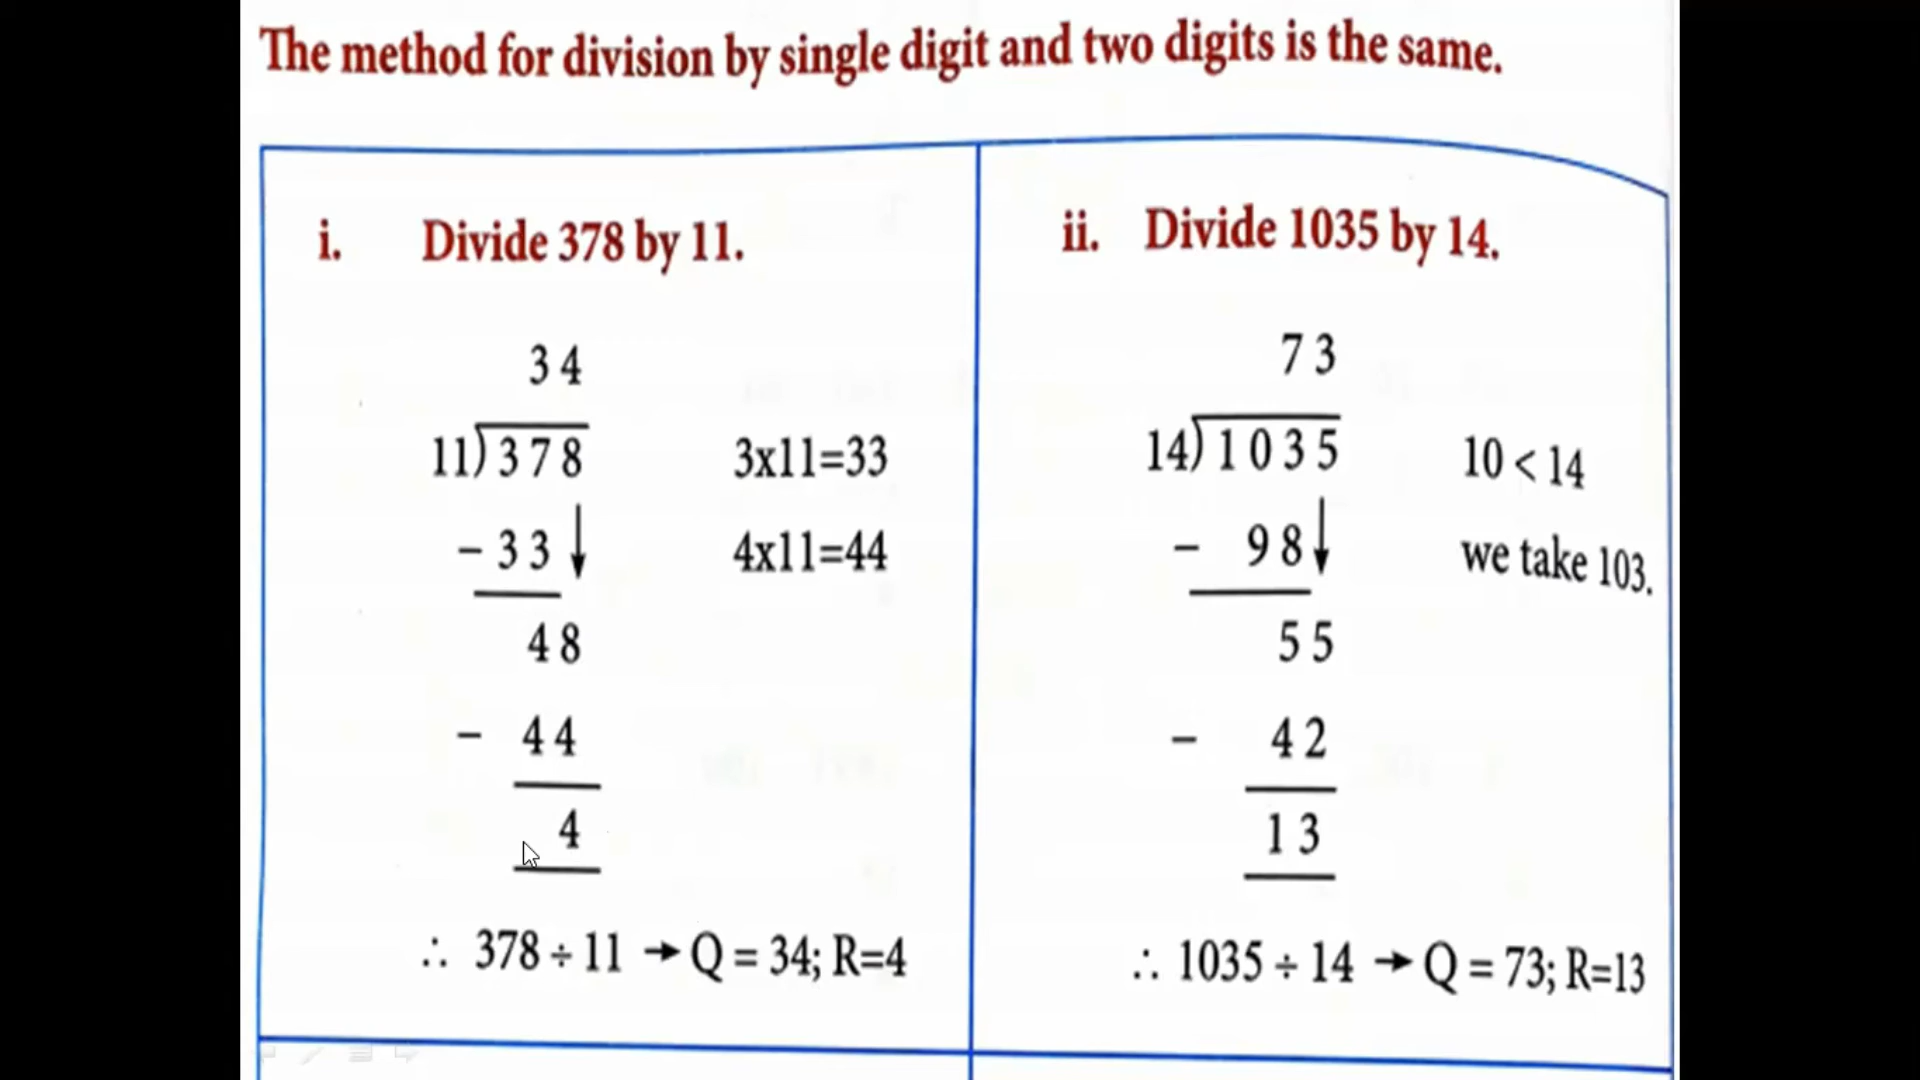 The method for division by single digit and two digits is the same.
i. Divide 378 by 11.
34
11)378 3x11=33
- 33 4x11=44
48
- 44
4
∴ 378 ÷ 11 → Q = 34; R=4
ii. Divide 1035 by 14.
73
14)1035 10 < 14
- 98 we take 103.
55
- 42
13
∴ 1035 ÷ 14 → Q = 73; R=13